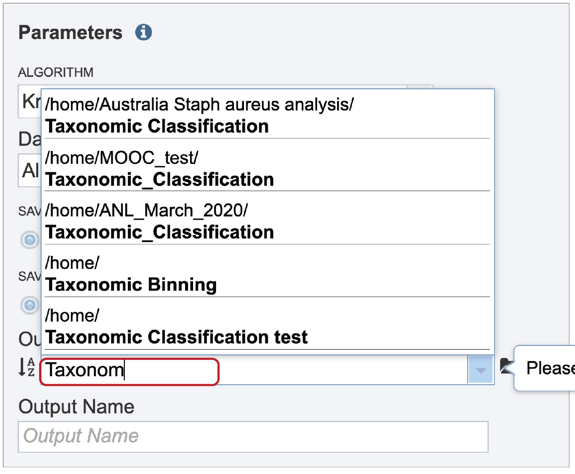 Parameters
ALGORITHM
Kr
/home/Australia Staph aureus analysis/
Taxonomic Classification
Da
/home/MOOC_test/
Al
Taxonomic_Classification
SAV
/home/ANL_March_2020/
Taxonomic_Classification
/home/
SAV
Taxonomic Binning
/home/
Taxonomic Classification test
Ou
A
Z
Taxonom
Please
Output Name
Output Name